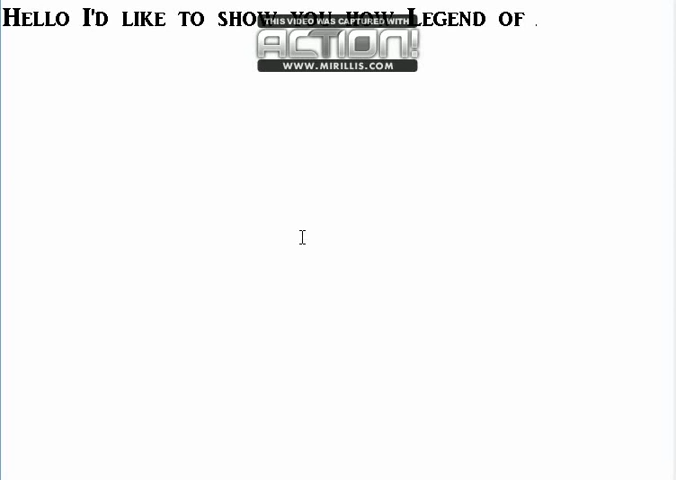 Hello I'd like to show you how Legend of
THIS VIDEO WAS CAPTURED WITH
ACTION!
WWW.MIRILLIS.COM